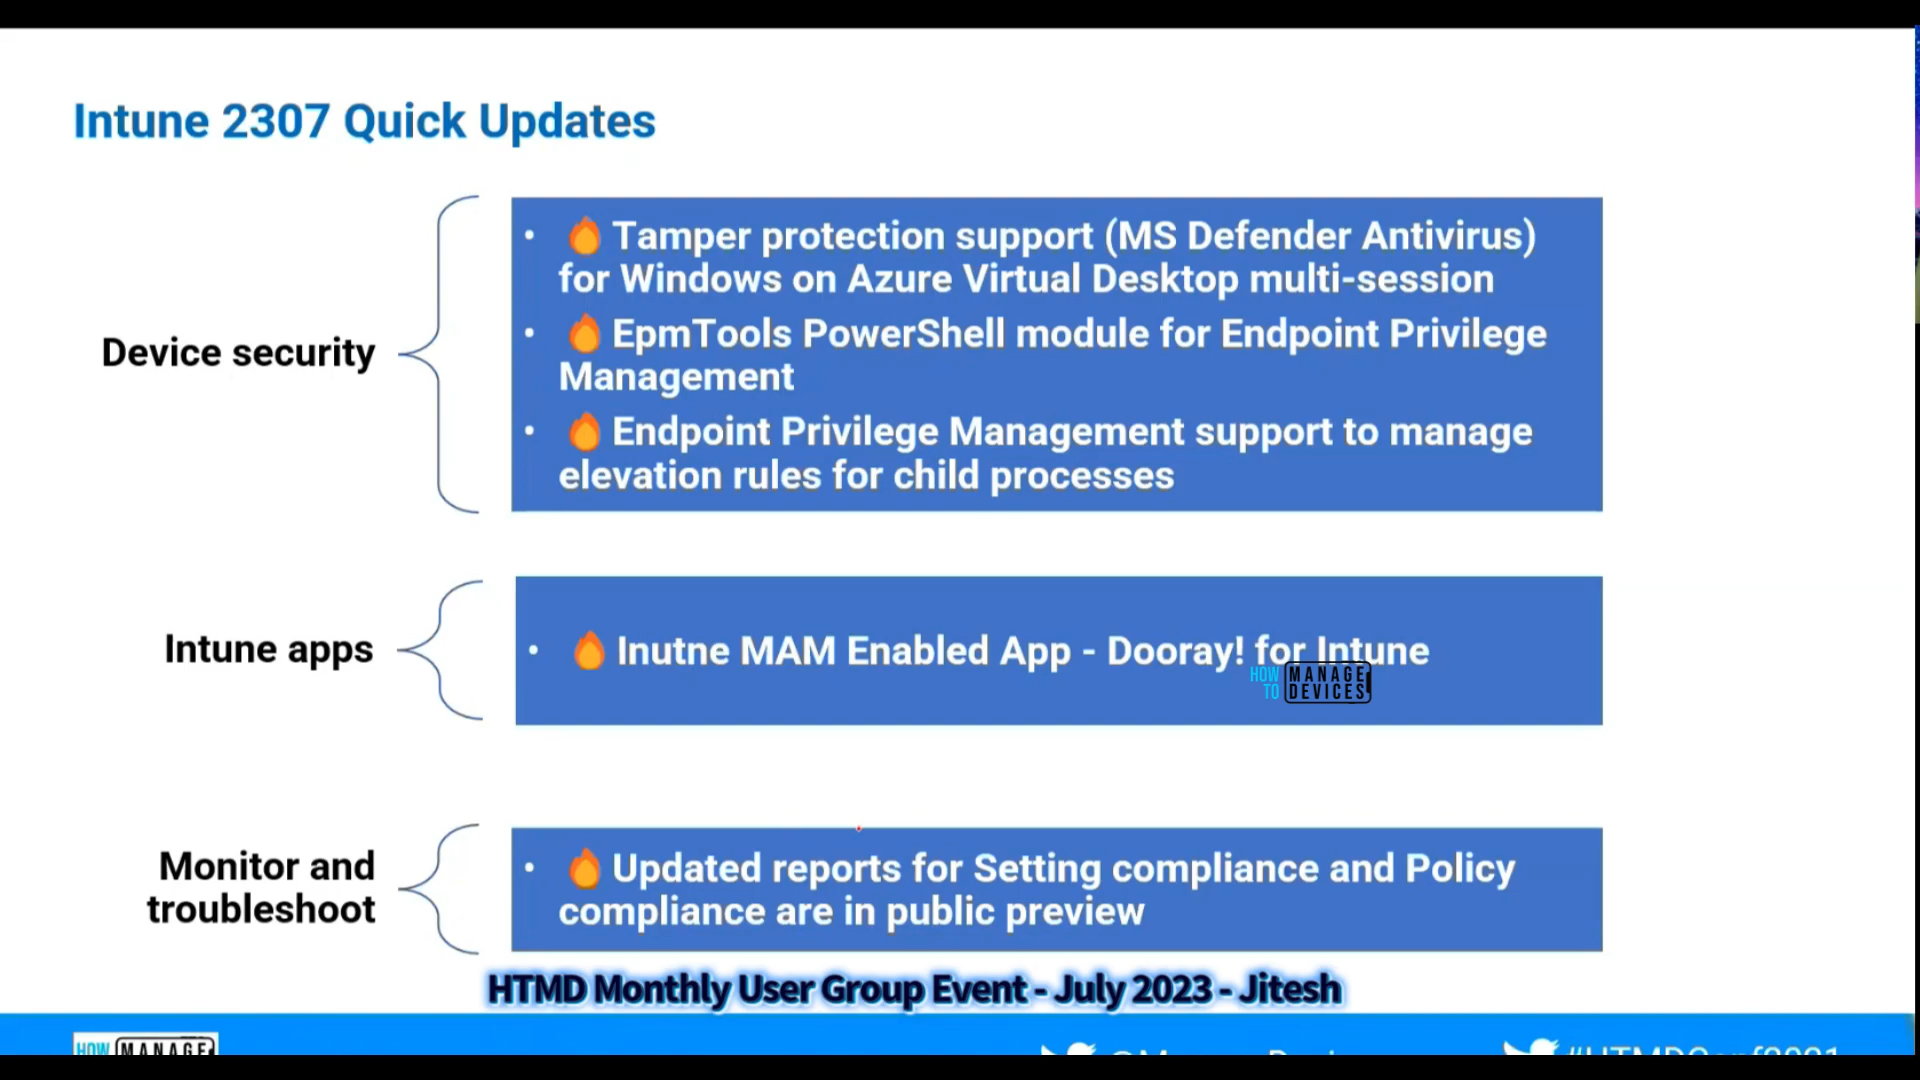 Intune 2307 Quick Updates
Device security
• 🔥 Tamper protection support (MS Defender Antivirus)
for Windows on Azure Virtual Desktop multi-session
• 🔥 EpmTools PowerShell module for Endpoint Privilege
Management
• 🔥 Endpoint Privilege Management support to manage
elevation rules for child processes
Intune apps
• 🔥 Inutne MAM Enabled App - Dooray! for Intune
HOW
TO
MANAGE
DEVICES
Monitor and
troubleshoot
• 🔥 Updated reports for Setting compliance and Policy
compliance are in public preview
HTMD Monthly User Group Event - July 2023 - Jitesh
HOW MANAGE